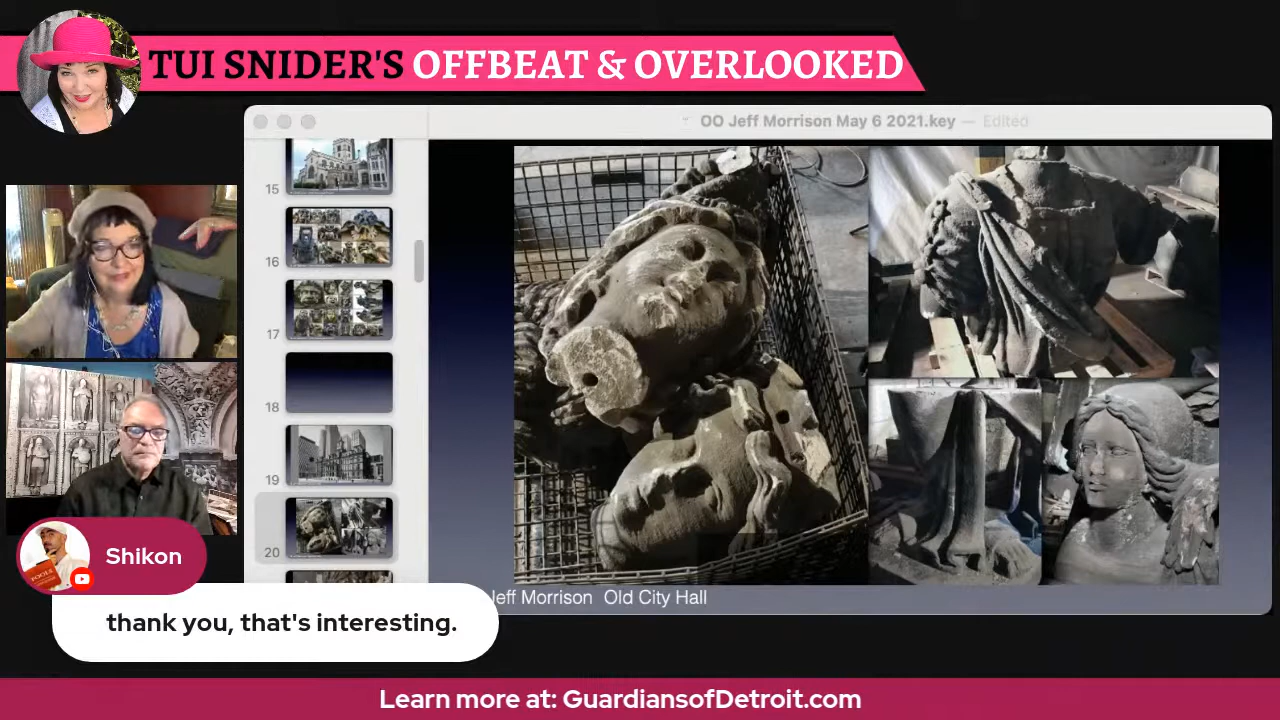 TUI SNIDER'S OFFBEAT & OVERLOOKED
OO Jeff Morrison May 6 2021.key — Edited
15
16
17
18
19
20
Jeff Morrison Old City Hall
Shikon
thank you, that's interesting.
Learn more at: GuardiansofDetroit.com